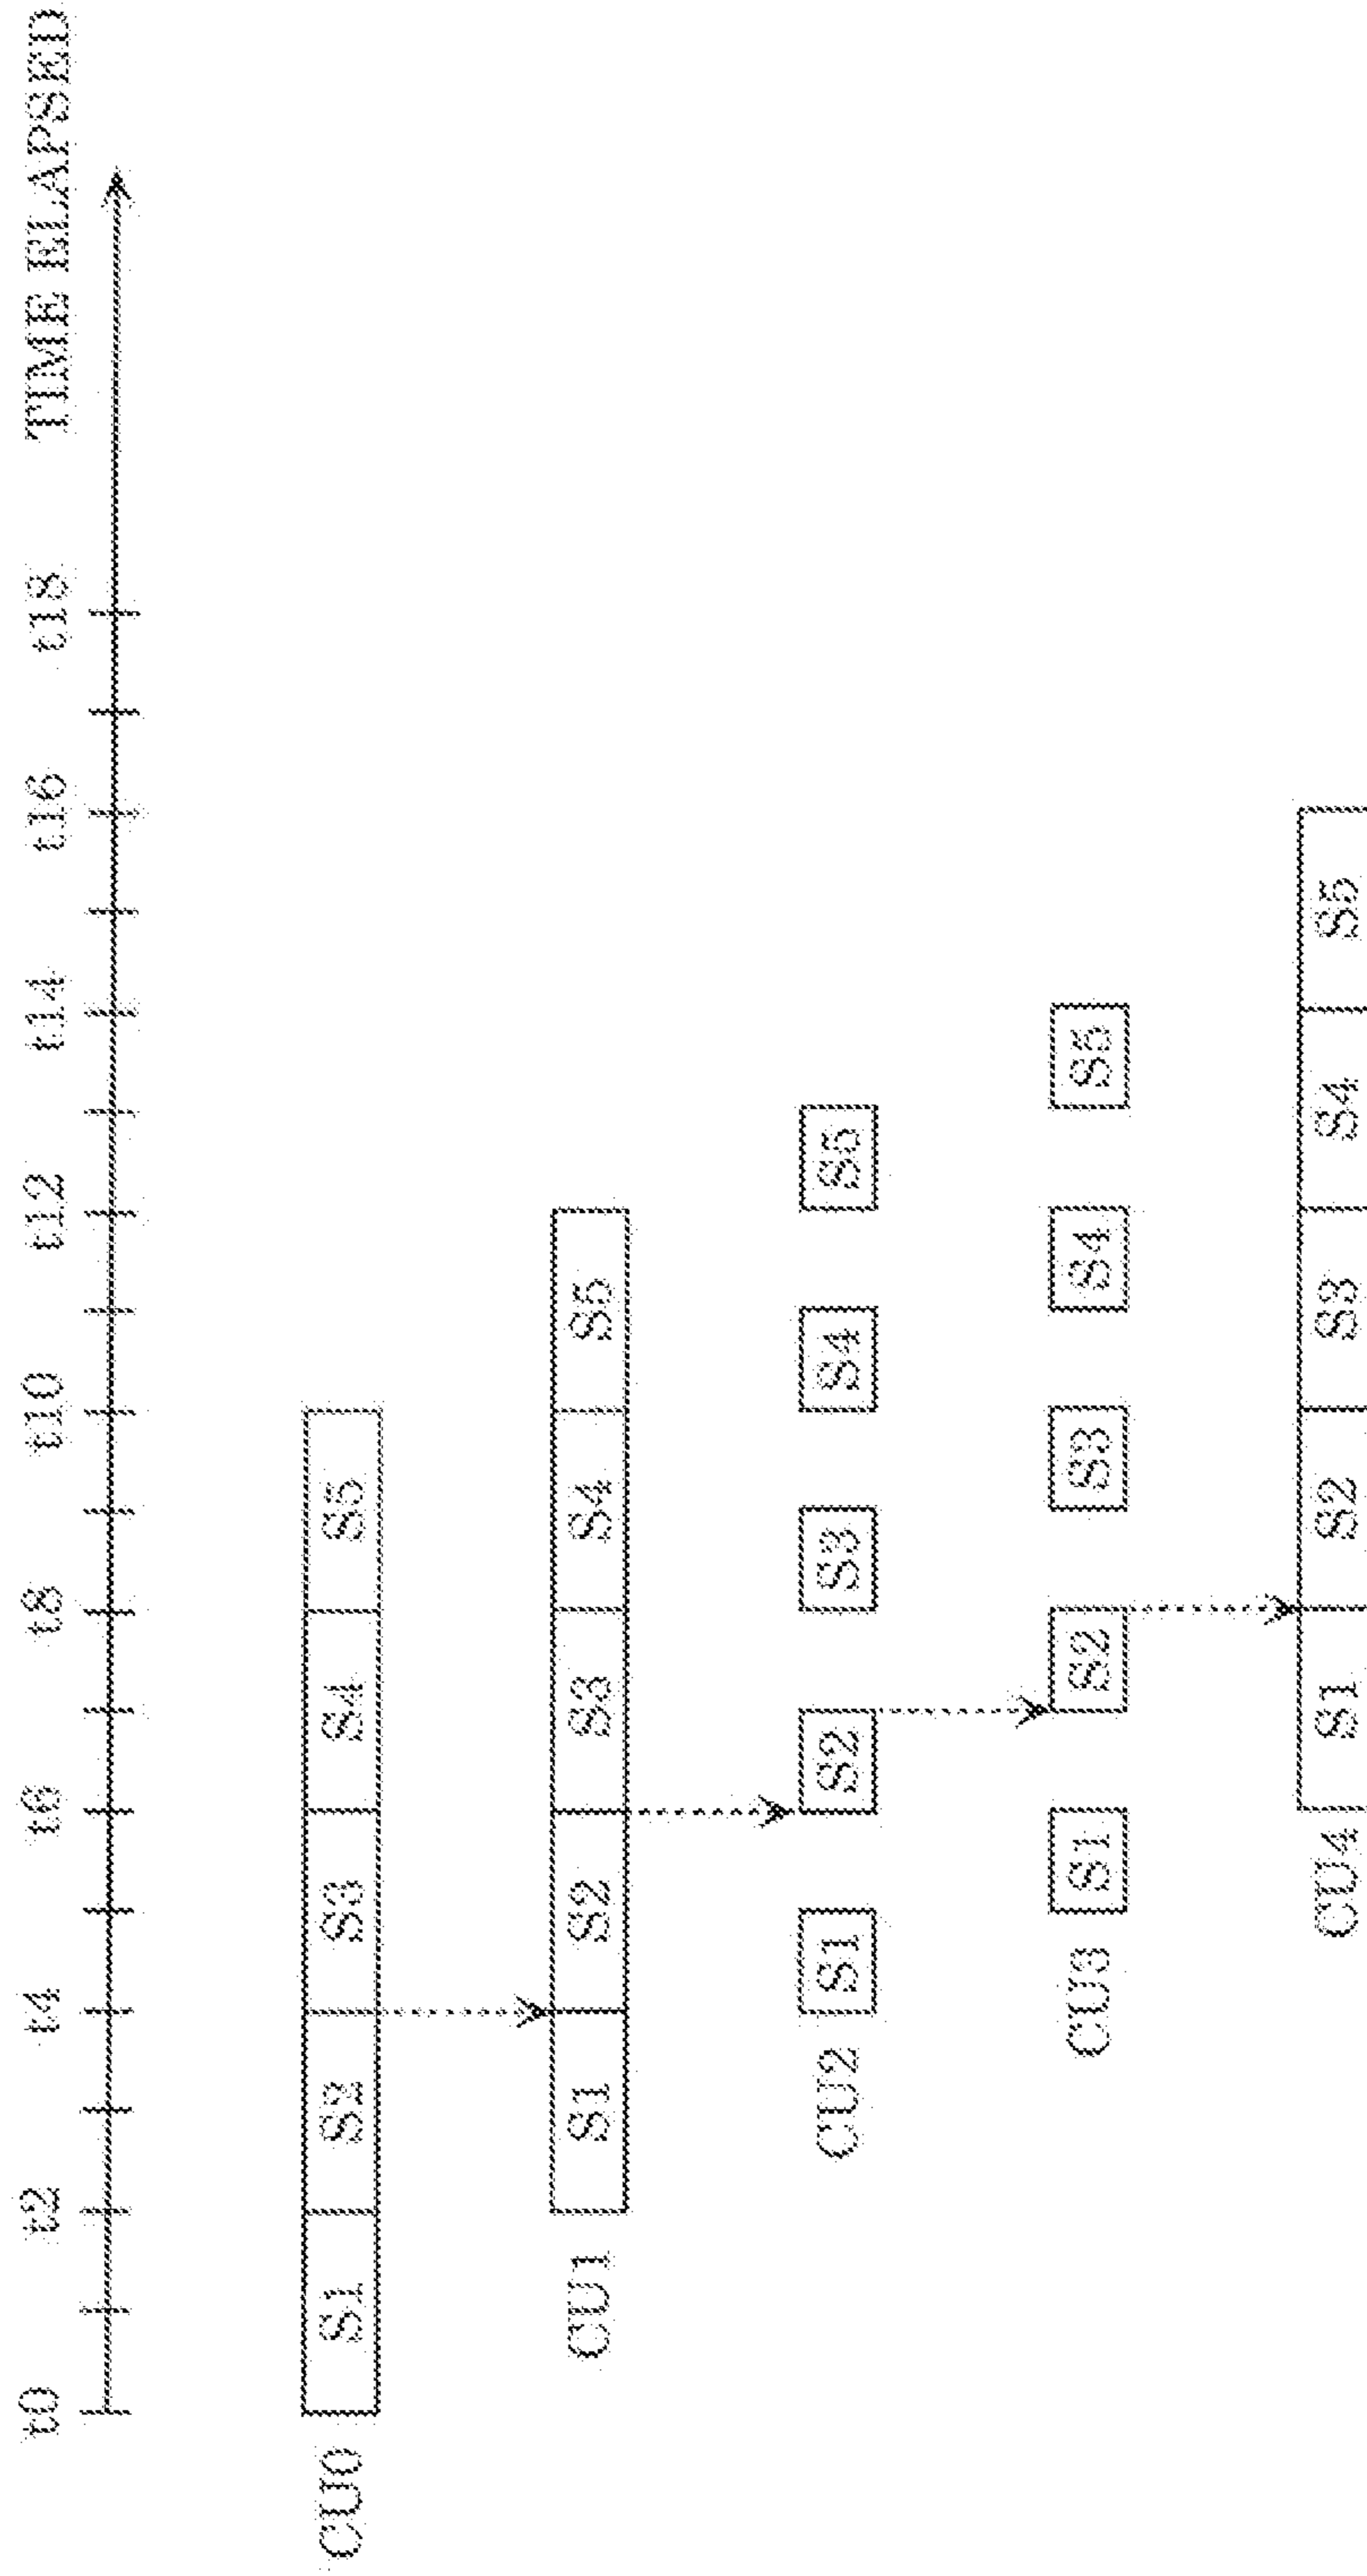 t0 t2 t4 t6 t8 t10 t12 t14 t16 t18 TIME ELAPSED
CU0 S1 S2 S3 S4 S5
CU1 S1 S2 S3 S4 S5
CU2 S1 S2 S3 S4 S5
CU3 S1 S2 S3 S4 S5
CU4 S1 S2 S3 S4 S5